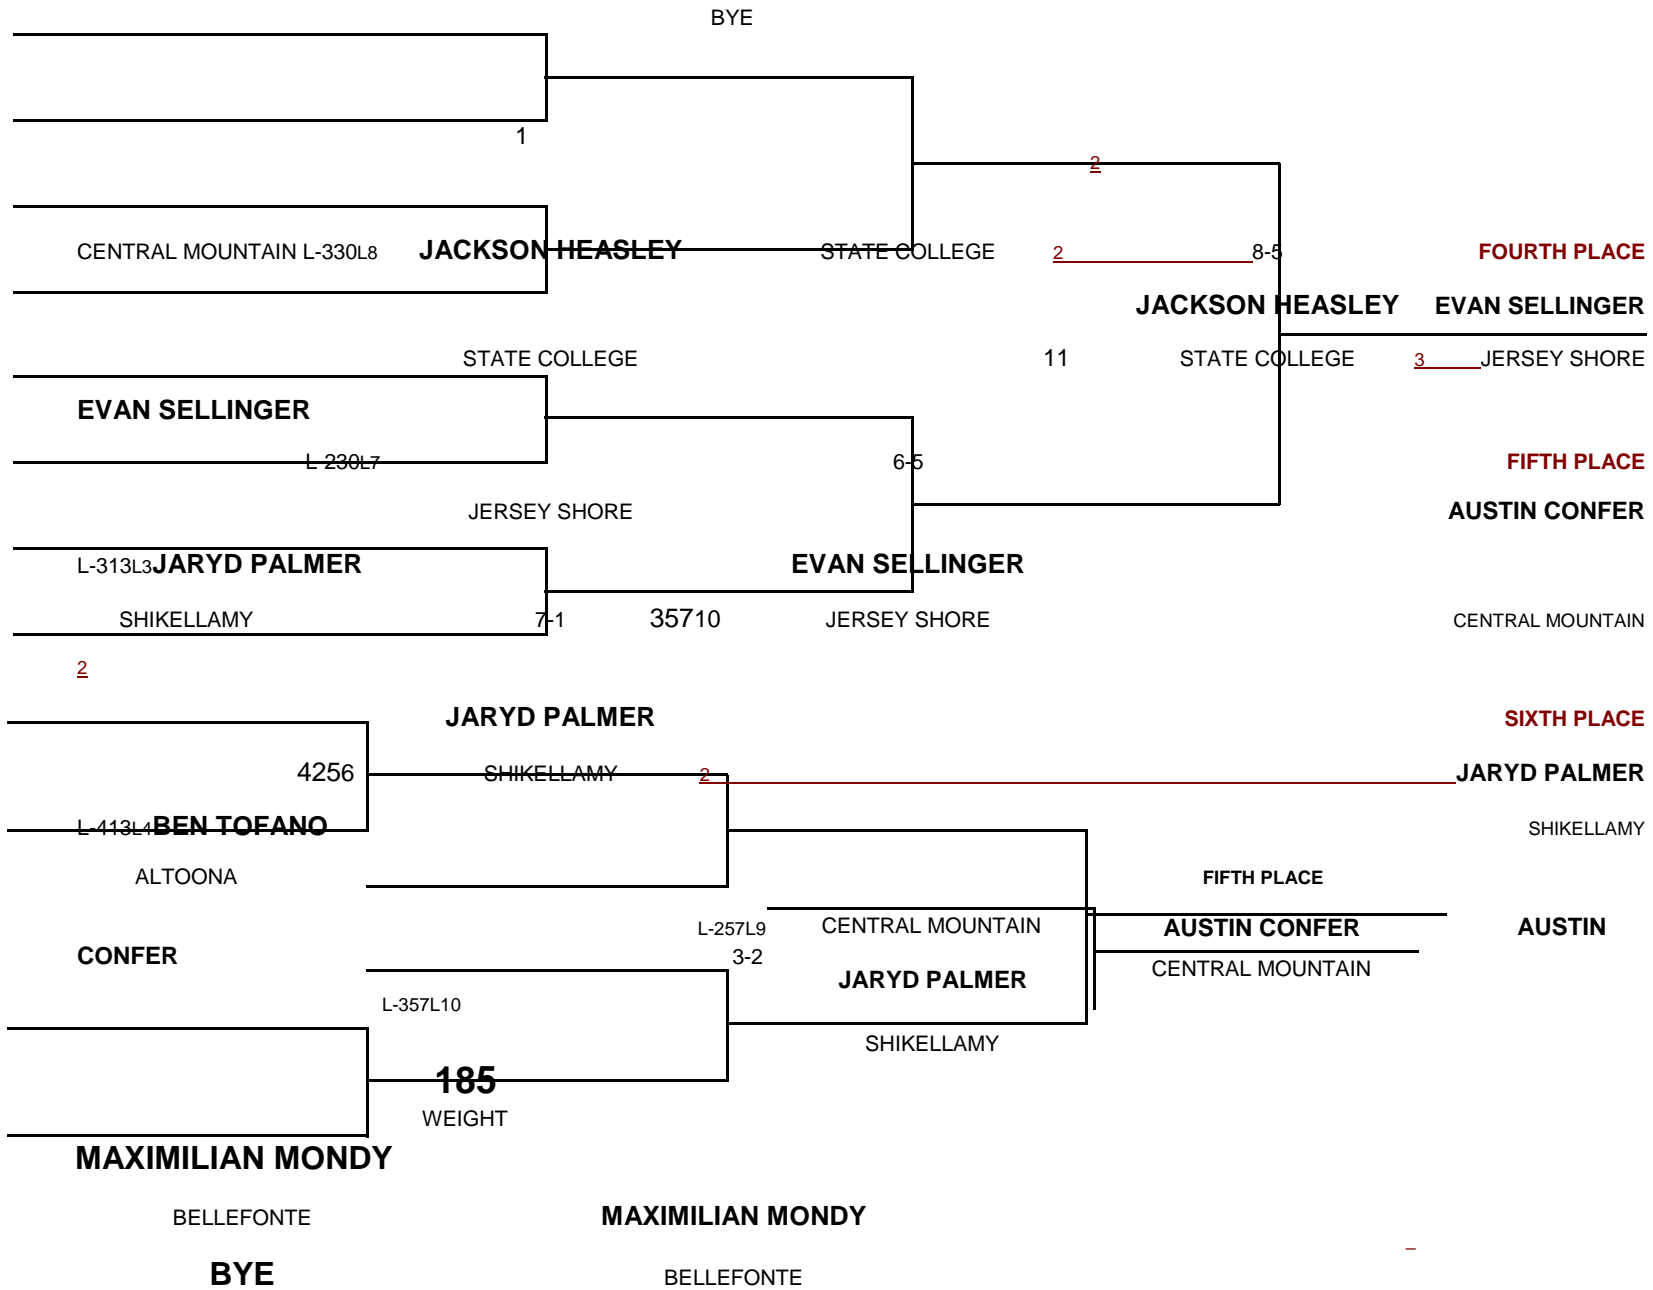 BYE
1
2
CENTRAL MOUNTAIN L-330L8 JACKSON HEASLEY STATE COLLEGE 2 8-5 FOURTH PLACE
JACKSON HEASLEY EVAN SELLINGER
STATE COLLEGE 11 STATE COLLEGE 3 JERSEY SHORE
EVAN SELLINGER
L-230L7 6-5 FIFTH PLACE
JERSEY SHORE AUSTIN CONFER
L-313L3JARYD PALMER EVAN SELLINGER
SHIKELLAMY 7-1 35710 JERSEY SHORE CENTRAL MOUNTAIN
2
JARYD PALMER SIXTH PLACE
4256 SHIKELLAMY 2 JARYD PALMER
L-413L4BEN TOFANO SHIKELLAMY
ALTOONA FIFTH PLACE
L-257L9 CENTRAL MOUNTAIN AUSTIN CONFER AUSTIN
CONFER 3-2 CENTRAL MOUNTAIN
JARYD PALMER
L-357L10
SHIKELLAMY
185
WEIGHT
MAXIMILIAN MONDY
BELLEFONTE MAXIMILIAN MONDY
BYE BELLEFONTE